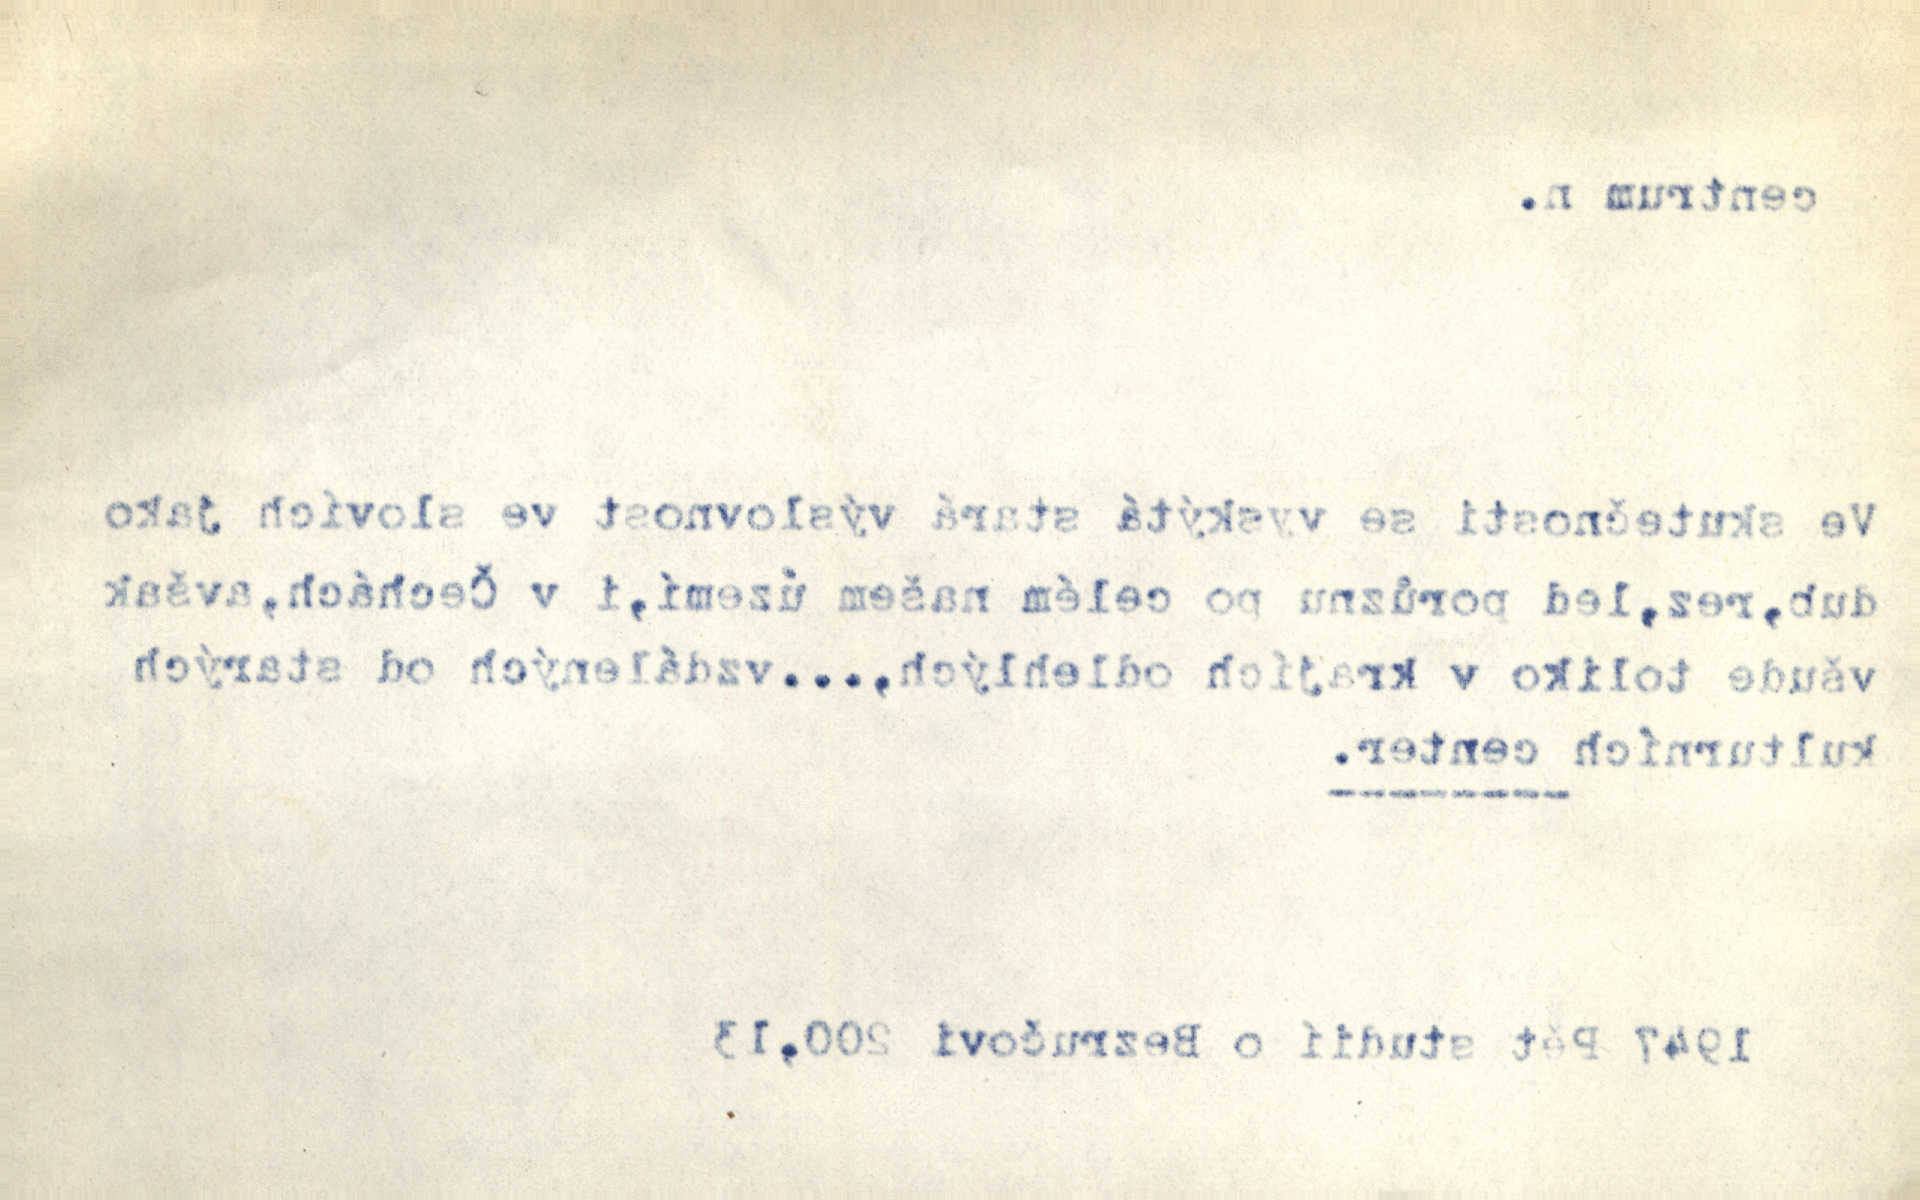 centrum n.
Ve skutečnosti se vyskýtá stará výslovnost ve slovích jako
dub,rez,led porůznu po celém našem území,i v Čechách,avšak
všude toliko v krajích odlehlých,...vzdálených od starých
kulturních center.
1947 Pět studií o Bezručovi 200,13